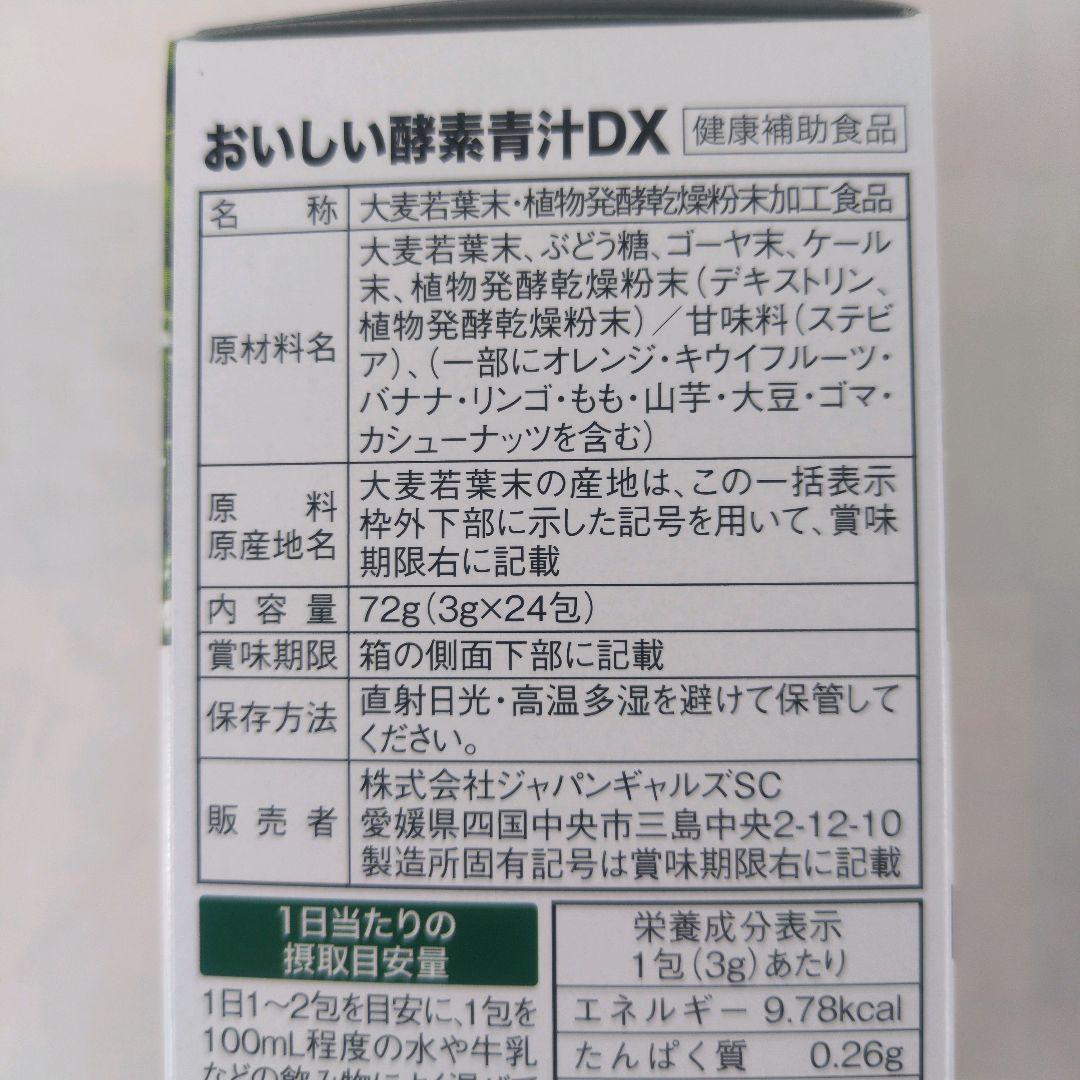 おいしい酵素青汁DX 健康補助食品
名称 大麦若葉末・植物発酵乾燥粉末加工食品
原材料名 大麦若葉末、ぶどう糖、ゴーヤ末、ケール
末、植物発酵乾燥粉末(デキストリン、
植物発酵乾燥粉末)/甘味料(ステビ
ア)、(一部にオレンジ・キウイフルーツ・
バナナ・リンゴ・もも・山芋・大豆・ゴマ・
カシューナッツを含む)
原料
原産地名
大麦若葉末の産地は、この一括表示
枠外下部に示した記号を用いて、賞味
期限右に記載
内容量 72g(3g×24包)
賞味期限 箱の側面下部に記載
保存方法 直射日光・高温多湿を避けて保管して
ください。
販売者 株式会社ジャパンギャルズSC
愛媛県四国中央市三島中央2-12-10
製造所固有記号は賞味期限右に記載
1日当たりの
摂取目安量
1日1〜2包を目安に、1包を
100mL程度の水や牛乳
などの飲み物によく混ぜて
栄養成分表示
1包(3g)あたり
エネルギー 9.78kcal
たんぱく質 0.26g